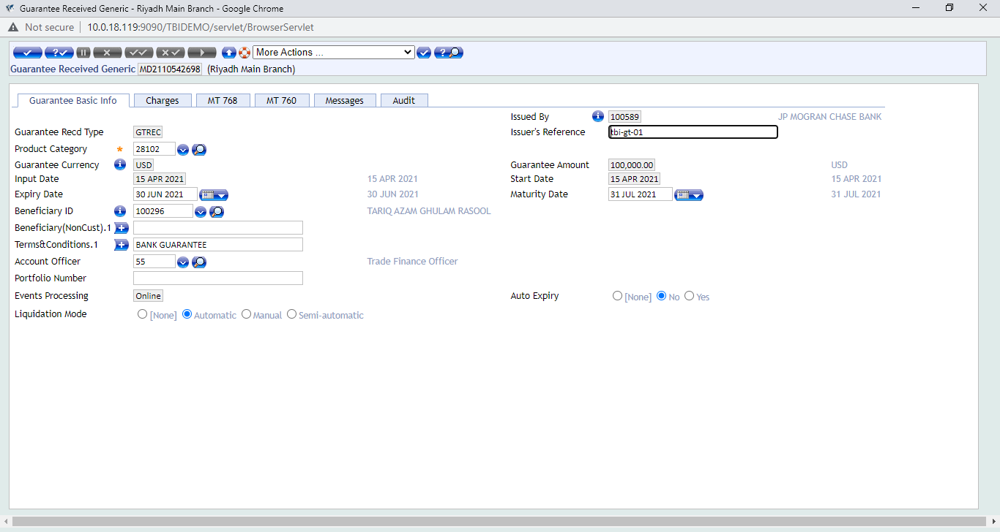 Guarantee Received Generic - Riyadh Main Branch - Google Chrome
Not secure 10.0.18.119:9090/TBIDEMO/servlet/BrowserServlet
More Actions ...
Guarantee Received Generic MD2110542698 (Riyadh Main Branch)
Guarantee Basic Info Charges MT 768 MT 760 Messages Audit
Issued By 100589 JP MOGRAN CHASE BANK
Guarantee Recd Type GTREC Issuer's Reference tbi-gt-01
Product Category * 28102
Guarantee Currency USD Guarantee Amount 100,000.00 USD
Input Date 15 APR 2021 15 APR 2021 Start Date 15 APR 2021 15 APR 2021
Expiry Date 30 JUN 2021 30 JUN 2021 Maturity Date 31 JUL 2021 31 JUL 2021
Beneficiary ID 100296 TARIQ AZAM GHULAM RASOOL
Beneficiary(NonCust).1
Terms&Conditions.1 BANK GUARANTEE
Account Officer 55 Trade Finance Officer
Portfolio Number
Events Processing Online Auto Expiry [None] No Yes
Liquidation Mode [None] Automatic Manual Semi-automatic